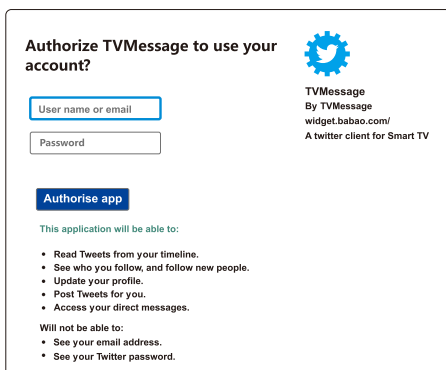 Authorize TVMessage to use your
account?
User name or email
Password
Authorise app
This application will be able to:
• Read Tweets from your timeline.
• See who you follow, and follow new people.
• Update your profile.
• Post Tweets for you.
• Access your direct messages.
Will not be able to:
• See your email address.
• See your Twitter password.
TVMessage
By TVMessage
widget.babao.com/
A twitter client for Smart TV